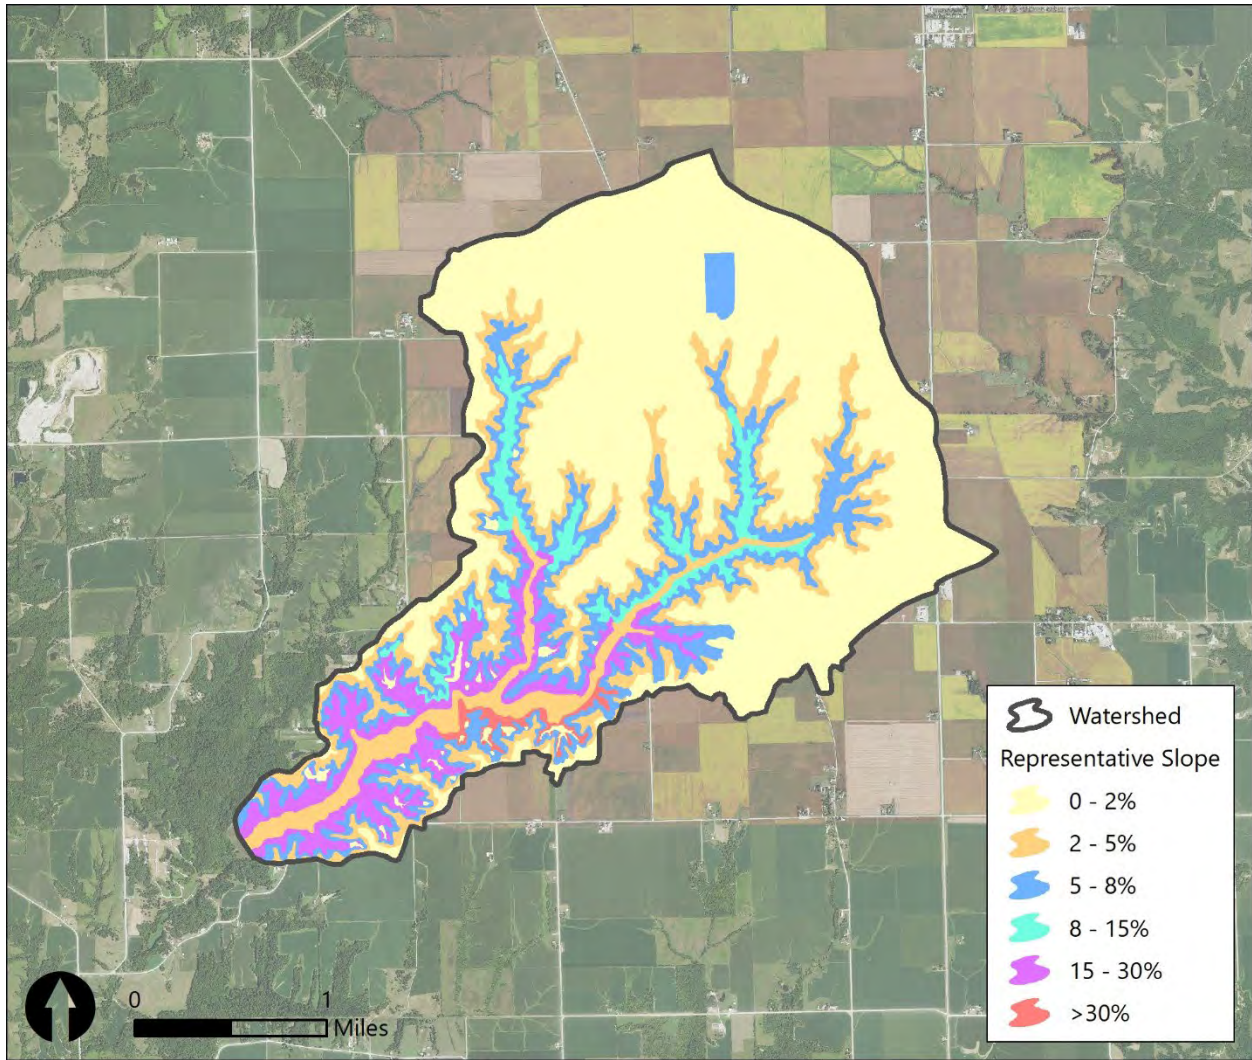 Watershed
Representative Slope
0 - 2%
2 - 5%
5 - 8%
8 - 15%
15 - 30%
>30%
0 1
Miles